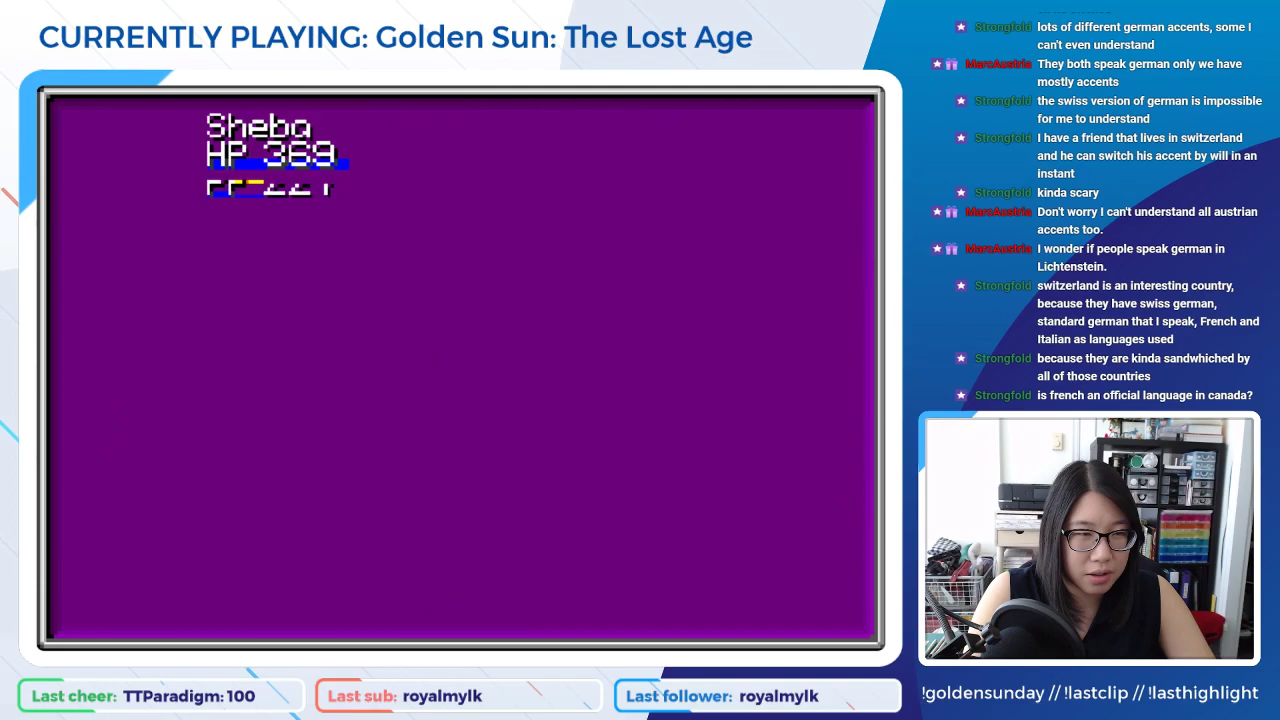 CURRENTLY PLAYING: Golden Sun: The Lost Age
Sheba
HP 369
Strongfold lots of different german accents, some I
can't even understand
MarcAustria They both speak german only we have
mostly accents
Strongfold the swiss version of german is impossible
for me to understand
Strongfold I have a friend that lives in switzerland
and he can switch his accent by will in an
instant
Strongfold kinda scary
MarcAustria Don't worry I can't understand all austrian
accents too.
MarcAustria I wonder if people speak german in
Lichtenstein.
Strongfold switzerland is an interesting country,
because they have swiss german,
standard german that I speak, French and
Italian as languages used
Strongfold because they are kinda sandwhiched by
all of those countries
Strongfold is french an official language in canada?
Last cheer: TTParadigm: 100
Last sub: royalmylk
Last follower: royalmylk
!goldensunday // !lastclip // !lasthighlight